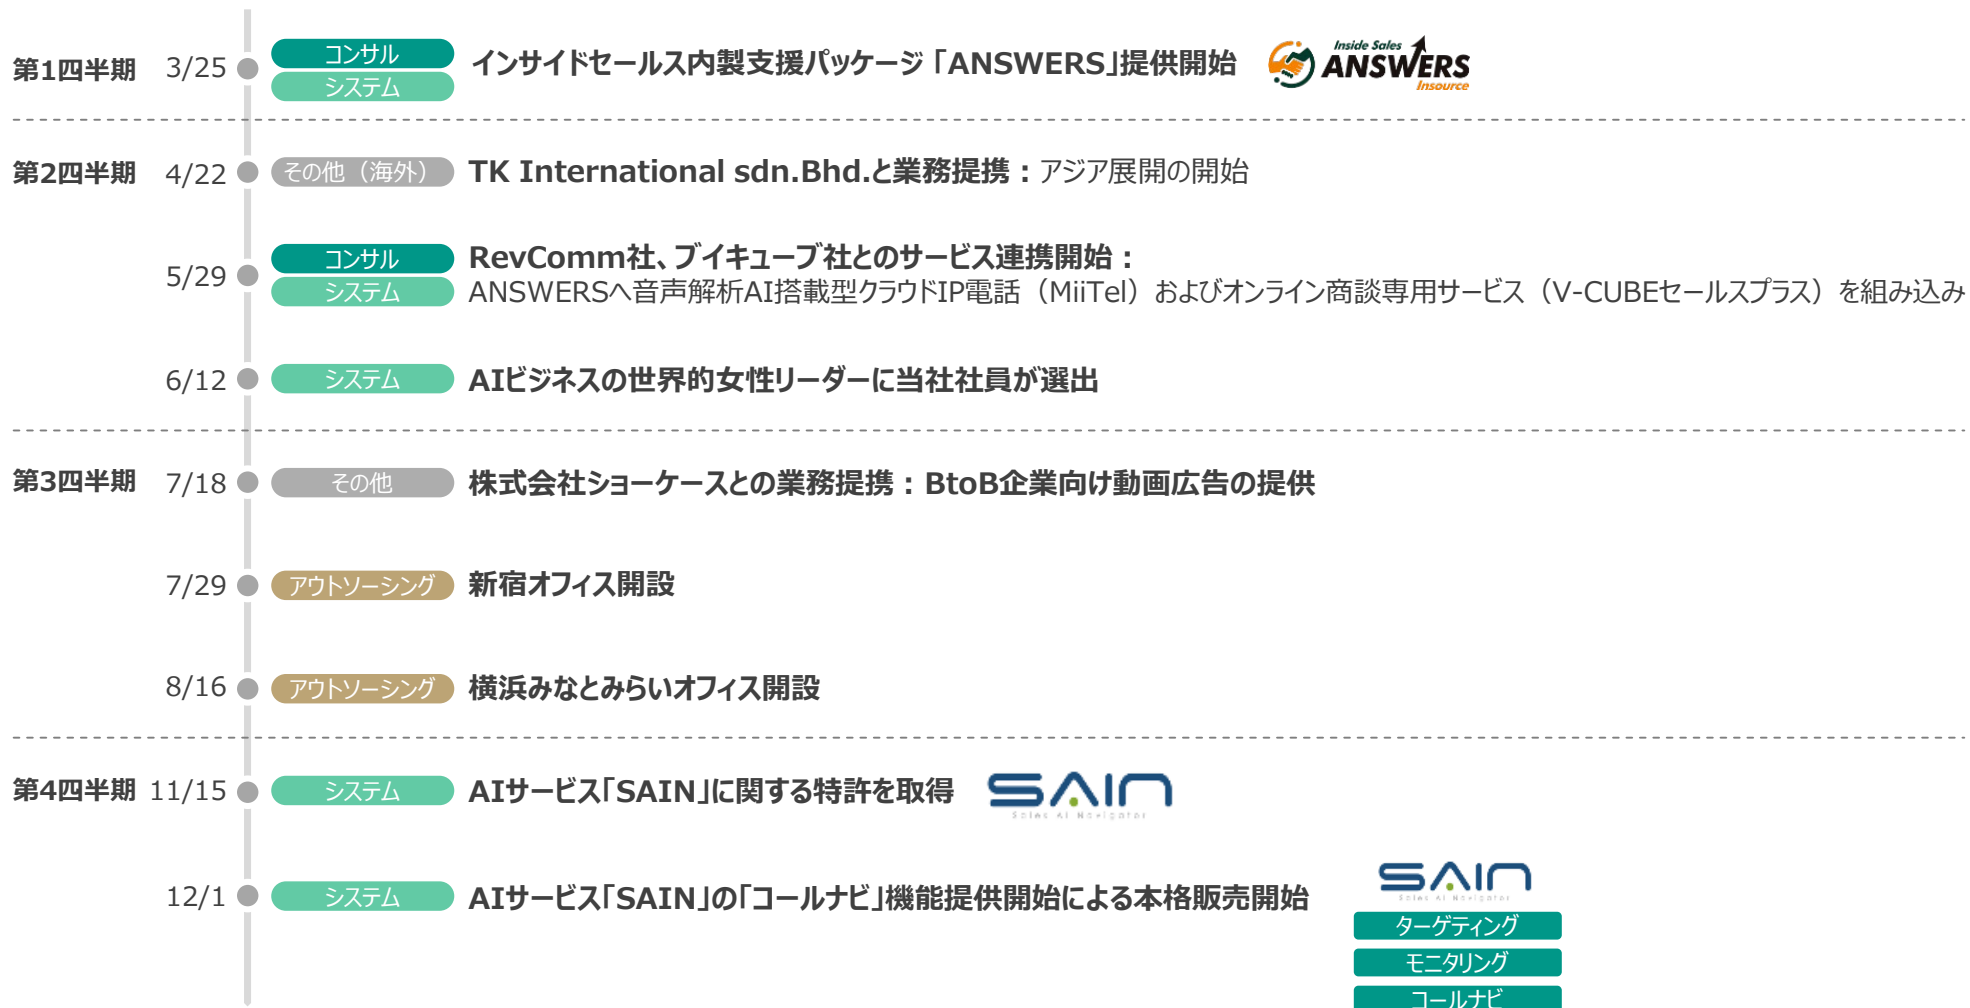 第1四半期 3/25 コンサル システム インサイドセールス内製支援パッケージ「ANSWERS」提供開始
Inside Sales
ANSWERS
Insource
第2四半期 4/22 その他（海外） TK International sdn.Bhd.と業務提携：アジア展開の開始
5/29 コンサル システム RevComm社、ブイキューブ社とのサービス連携開始：
ANSWERSへ音声解析AI搭載型クラウドIP電話（MiiTel）およびオンライン商談専用サービス（V-CUBEセールスプラス）を組み込み
6/12 システム AIビジネスの世界的女性リーダーに当社社員が選出
第3四半期 7/18 その他 株式会社ショーケースとの業務提携：BtoB企業向け動画広告の提供
7/29 アウトソーシング 新宿オフィス開設
8/16 アウトソーシング 横浜みなとみらいオフィス開設
第4四半期 11/15 システム AIサービス「SAIN」に関する特許を取得
SAIN
Sales AI Navigator
12/1 システム AIサービス「SAIN」の「コールナビ」機能提供開始による本格販売開始
SAIN
Sales AI Navigator
ターゲティング
モニタリング
コールナビ